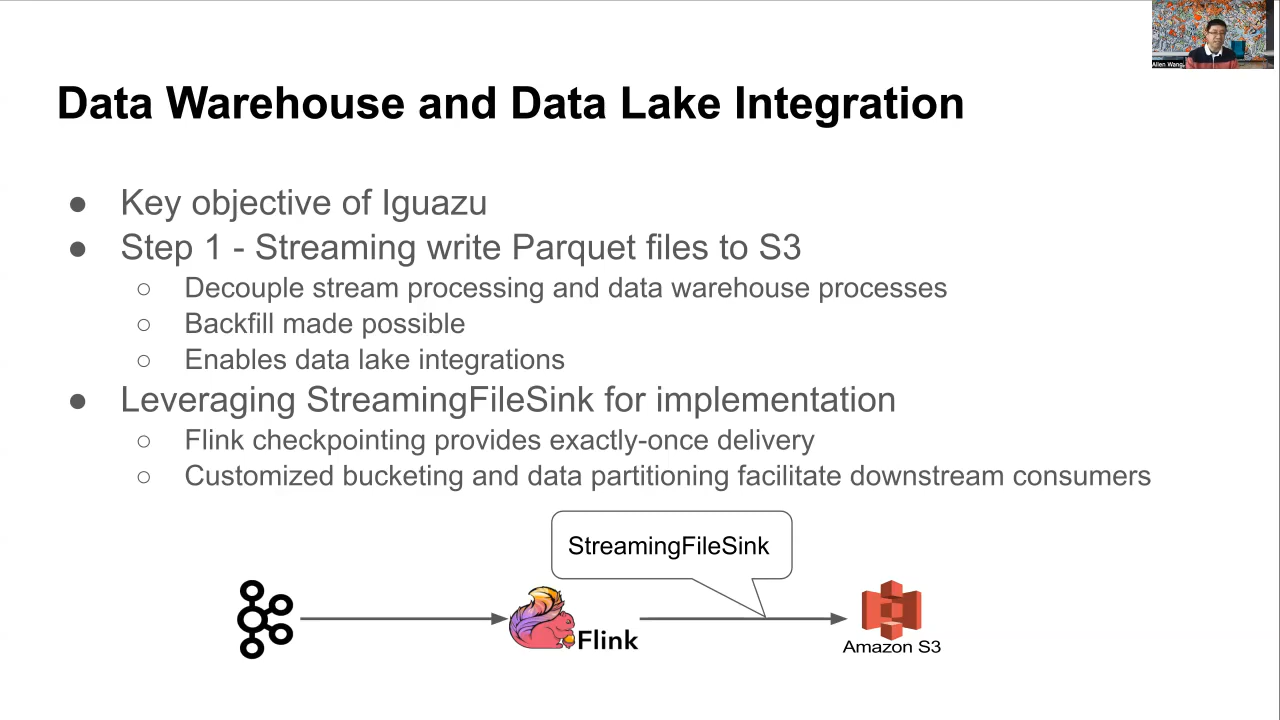 Allen Wang
Data Warehouse and Data Lake Integration
● Key objective of Iguazu
● Step 1 - Streaming write Parquet files to S3
○ Decouple stream processing and data warehouse processes
○ Backfill made possible
○ Enables data lake integrations
● Leveraging StreamingFileSink for implementation
○ Flink checkpointing provides exactly-once delivery
○ Customized bucketing and data partitioning facilitate downstream consumers
StreamingFileSink
Flink
Amazon S3